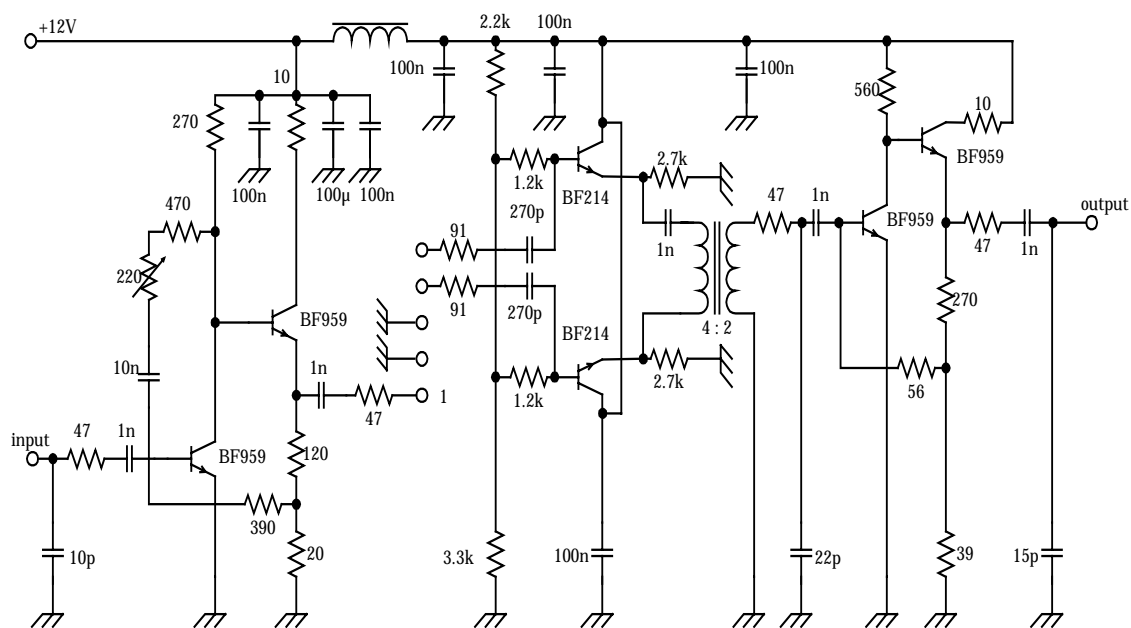 +12V
2.2k
100n
10
270
100n
100n
560
10
100n
100µ
100n
470
1.2k
270p
BF214
2.7k
BF959
47
1n
220
91
91
270p
1n
BF959
47
1n
output
BF959
10n
4 : 2
270
1n
47
1
BF214
1.2k
2.7k
56
input
47
1n
BF959
120
390
20
10p
3.3k
100n
22p
39
15p